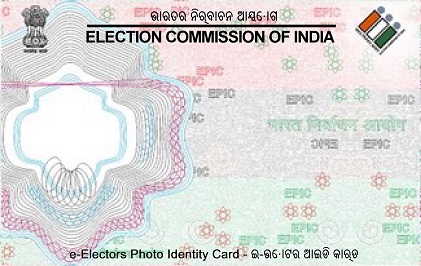 ଭାରତର ନିର୍ବାଚନ ଆୟୋଗ
ELECTION COMMISSION OF INDIA
EPIC
EPIC EPIC
EPIC
भारत निर्वाचन आयोग
EPIC
EPIC EPIC
EPIC
e-Electors Photo Identity Card - ଇ-ଭୋଟର ଆଇଡି କାର୍ଡ